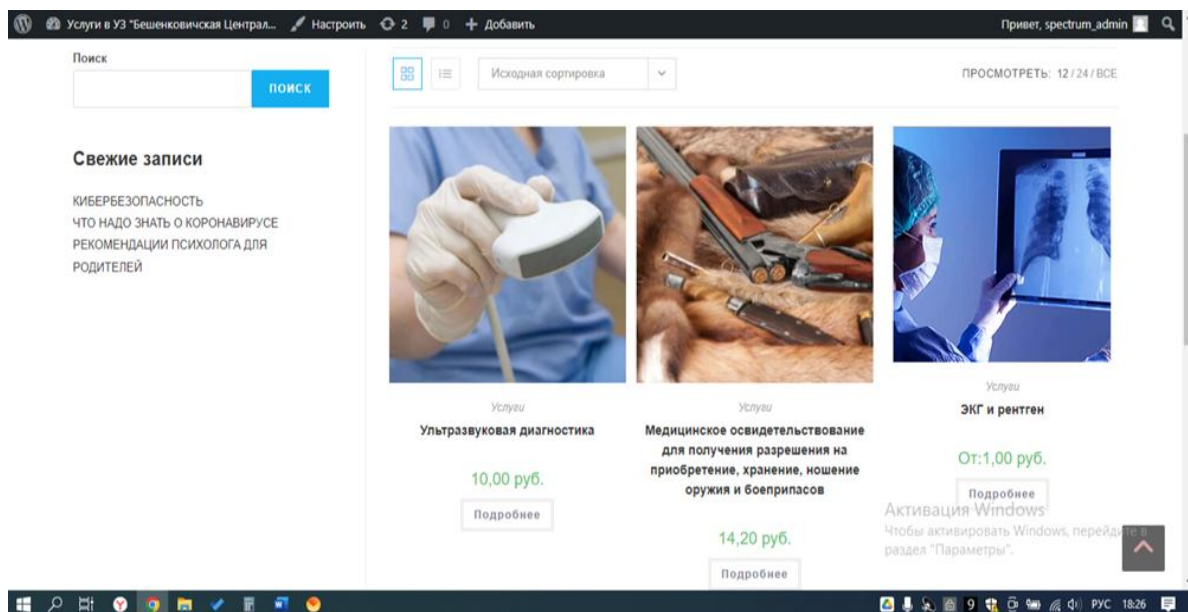 Услуги в УЗ "Бешенковичская Централ... Настроить 2 0 Добавить Привет, spectrum_admin
Поиск
ПОИСК
Исходная сортировка
ПРОСМОТРЕТЬ: 12 / 24 / ВСЕ
Свежие записи
КИБЕРБЕЗОПАСНОСТЬ
ЧТО НАДО ЗНАТЬ О КОРОНАВИРУСЕ
РЕКОМЕНДАЦИИ ПСИХОЛОГА ДЛЯ
РОДИТЕЛЕЙ
Услуги
Ультразвуковая диагностика
10,00 руб.
Подробнее
Услуги
Медицинское освидетельствование
для получения разрешения на
приобретение, хранение, ношение
оружия и боеприпасов
14,20 руб.
Подробнее
Услуги
ЭКГ и рентген
От:1,00 руб.
Подробнее
Активация Windows
Чтобы активировать Windows, перейдите в
раздел "Параметры".
РУС 18:26